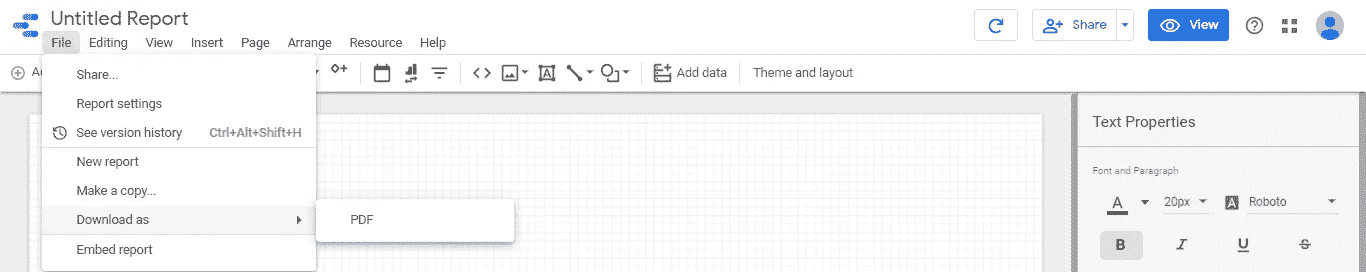 Untitled Report
File Editing View Insert Page Arrange Resource Help
Share View
Add data Theme and layout
Share...
Report settings
See version history Ctrl+Alt+Shift+H
New report
Make a copy...
Download as
PDF
Embed report
Text Properties
Font and Paragraph
A 20px A Roboto
B I U S